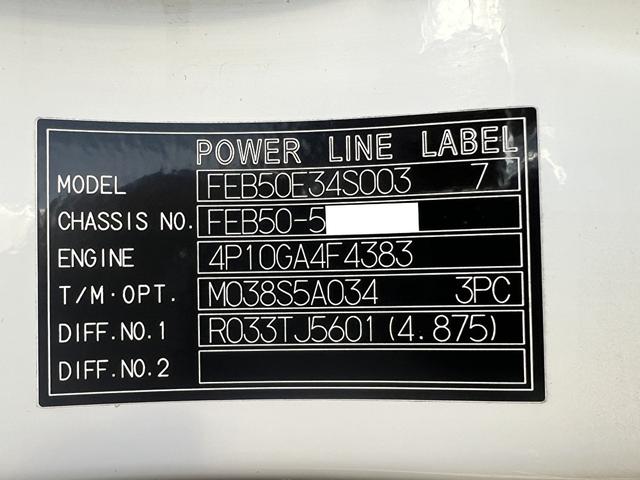 POWER LINE LABEL
MODEL FEB50E34S003 7
CHASSIS NO. FEB50-5
ENGINE 4P10GA4F4383
T/M·OPT. M038S5A034 3PC
DIFF.NO.1 R033TJ5601(4.875)
DIFF.NO.2